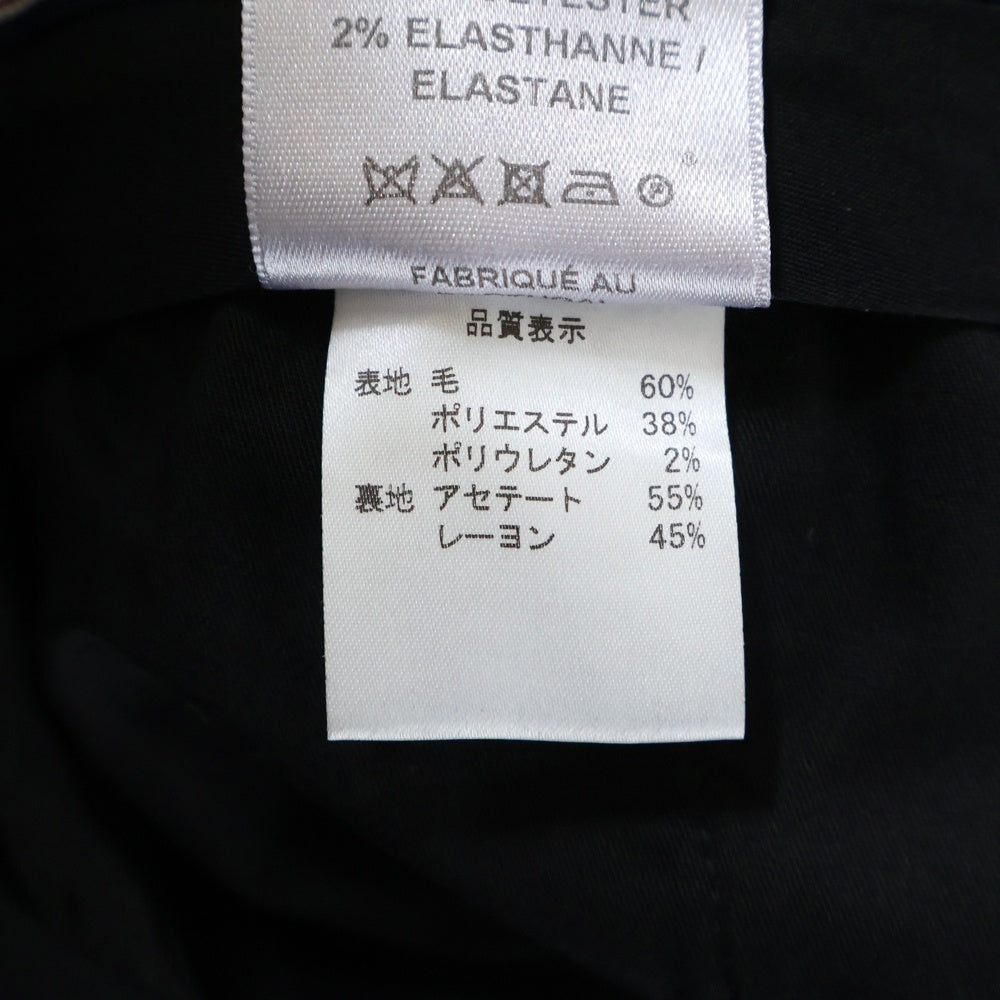 2% ELASTHANNE /
ELASTANE
FABRIQUÉ AU
品質表示
表地 毛 60%
ポリエステル 38%
ポリウレタン 2%
裏地 アセテート 55%
レーヨン 45%